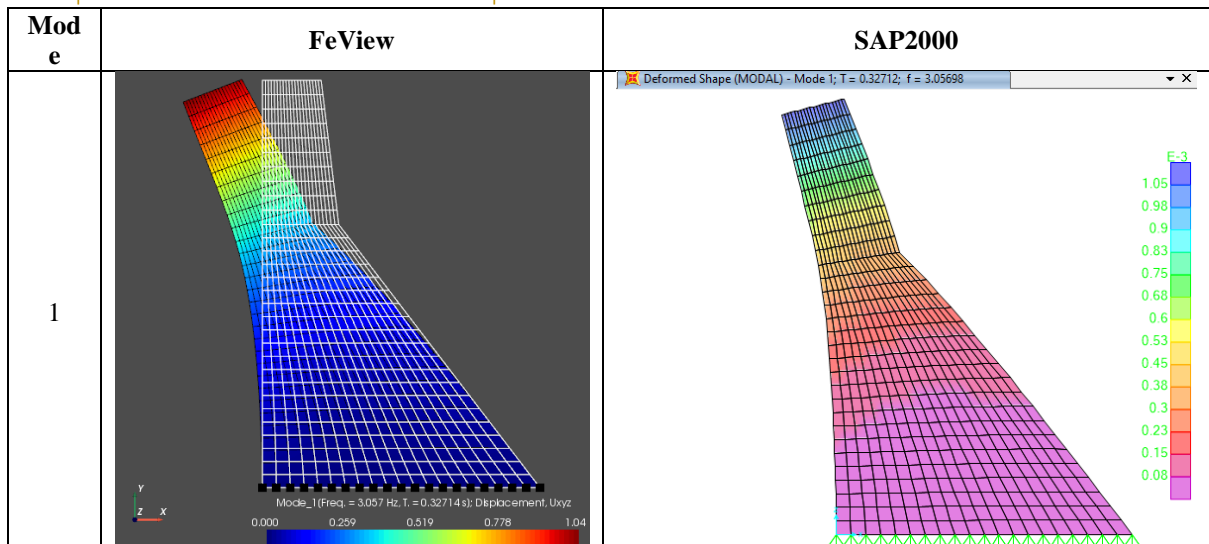 Mod
e
FeView
SAP2000
1
Deformed Shape (MODAL) - Mode 1; T = 0.32712; f = 3.05698
Y
Z X
Mode_1(Freq. = 3.057 Hz, T. = 0.32714 s); Displacement, Uxyz
0.000 0.259 0.519 0.778 1.04
E-3
1.05
0.98
0.9
0.83
0.75
0.68
0.6
0.53
0.45
0.38
0.3
0.23
0.15
0.08